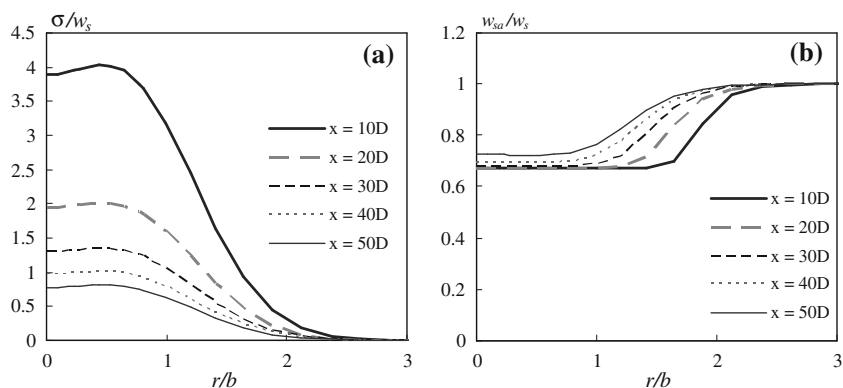 σ/wₛ
(a)
4.5
4
3.5
3
2.5
2
1.5
1
0.5
0
x = 10D
x = 20D
x = 30D
x = 40D
x = 50D
0 1 2 3
r/b
wₛₐ/wₛ
(b)
1.2
1
0.8
0.6
0.4
0.2
0
x = 10D
x = 20D
x = 30D
x = 40D
x = 50D
0 1 2 3
r/b